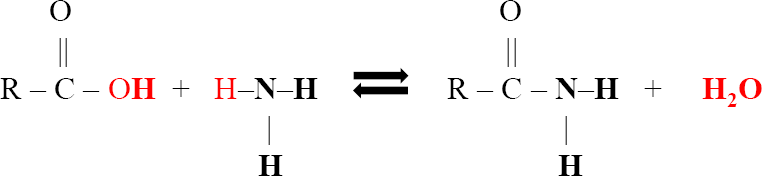 O O
|| ||
R – C – OH + H–N–H R – C – N–H + H₂O
| |
H H